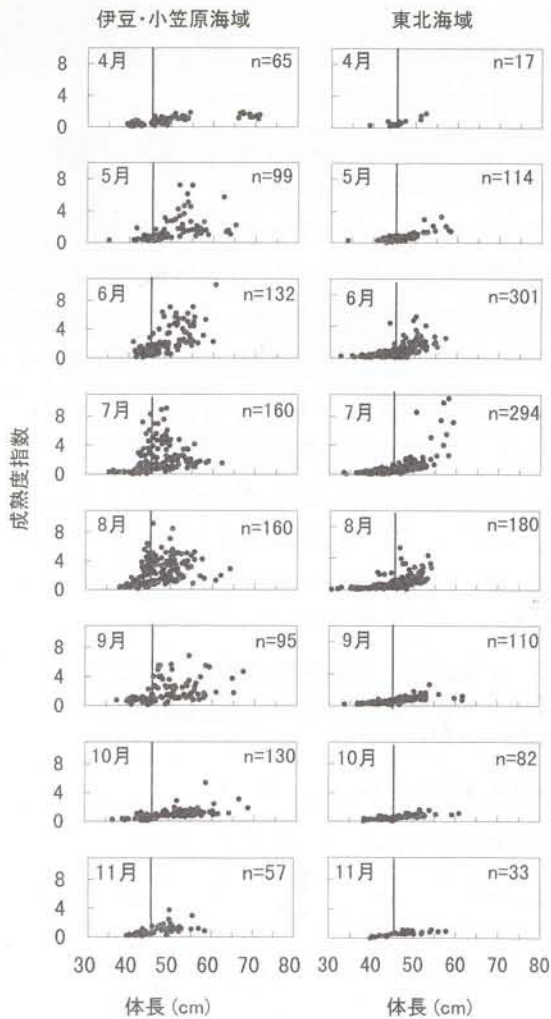 伊豆・小笠原海域 東北海域
8 4月 n=65 4月 n=17
4
0
8 5月 n=99 5月 n=114
4
0
8 6月 n=132 6月 n=301
4
0
8 7月 n=160 7月 n=294
4
0
8 8月 n=160 8月 n=180
4
0
8 9月 n=95 9月 n=110
4
0
8 10月 n=130 10月 n=82
4
0
8 11月 n=57 11月 n=33
4
0
30 40 50 60 70 80 30 40 50 60 70 80
体長 (cm) 体長 (cm)
成熟度指数